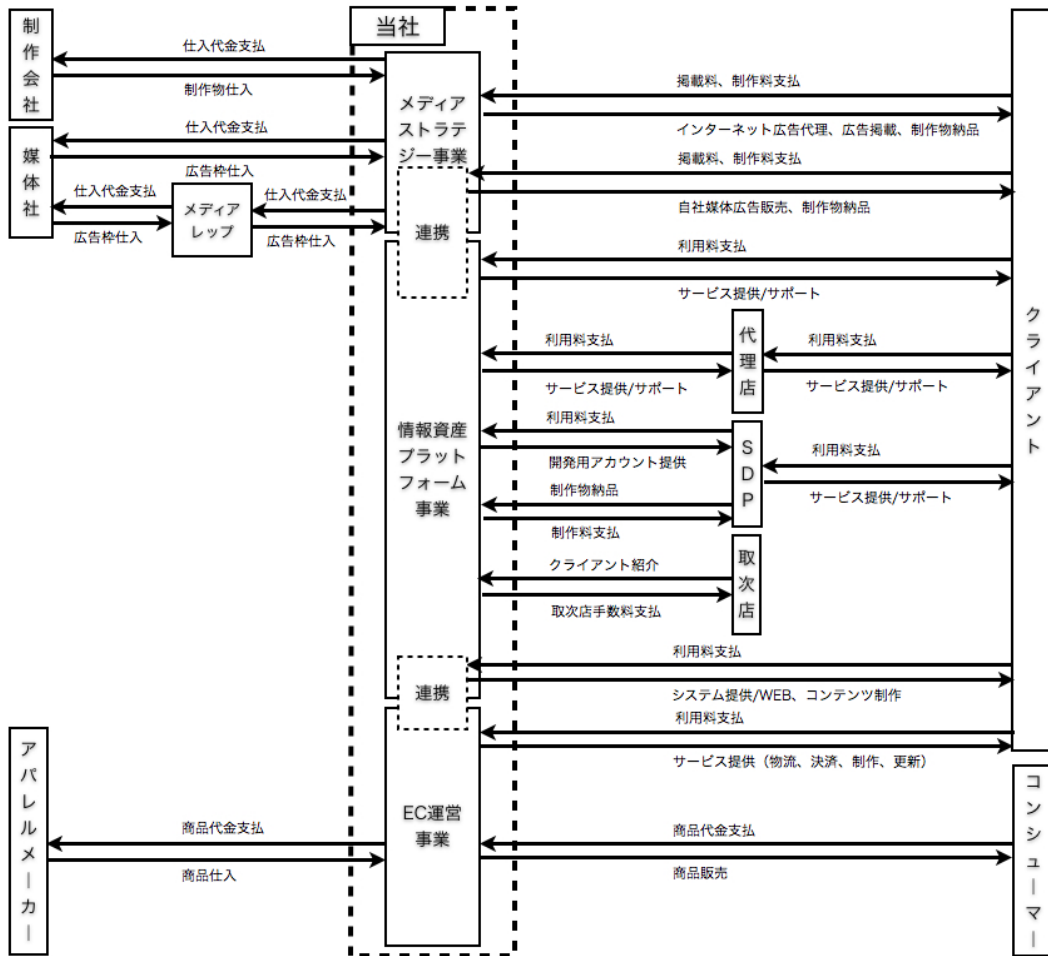 当社
制作会社
仕入代金支払
制作物仕入
媒体社
仕入代金支払
広告枠仕入
仕入代金支払
広告枠仕入
メディア
レップ
仕入代金支払
広告枠仕入
メディア
ストラテ
ジー事業
連携
掲載料、制作料支払
インターネット広告代理、広告掲載、制作物納品
掲載料、制作料支払
自社媒体広告販売、制作物納品
利用料支払
サービス提供/サポート
クライアント
利用料支払
サービス提供/サポート
代理店
利用料支払
サービス提供/サポート
情報資産
プラット
フォーム
事業
利用料支払
開発用アカウント提供
制作物納品
制作料支払
SDP
利用料支払
サービス提供/サポート
クライアント紹介
取次店手数料支払
取次店
連携
利用料支払
システム提供/WEB、コンテンツ制作
利用料支払
サービス提供（物流、決済、制作、更新）
アパレルメーカー
商品代金支払
商品仕入
EC運営
事業
商品代金支払
商品販売
コンシューマー